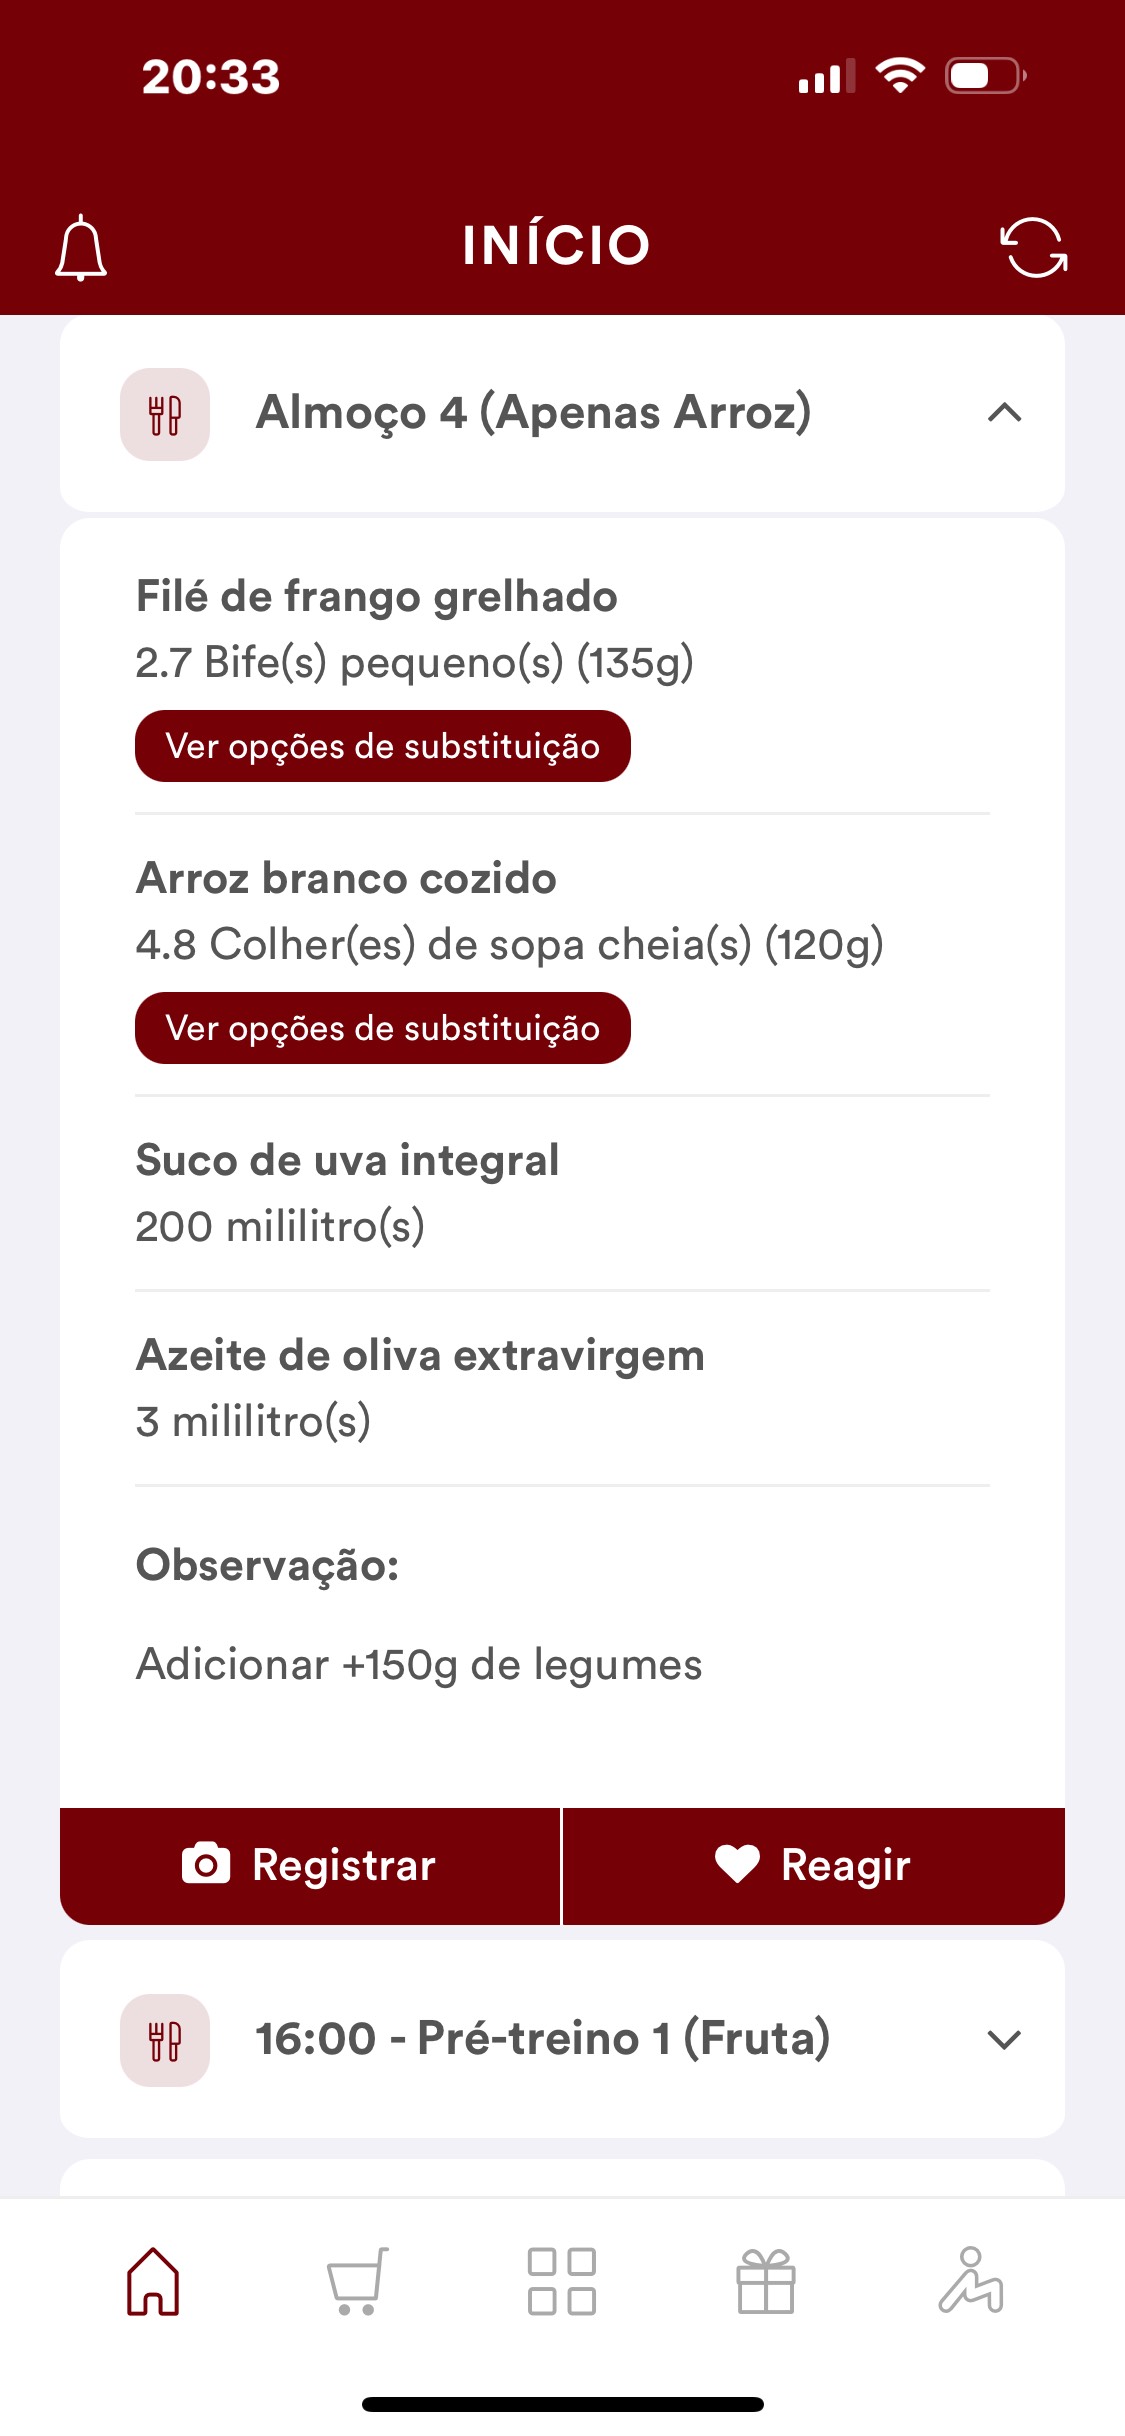 20:33
INÍCIO
Almoço 4 (Apenas Arroz)
Filé de frango grelhado
2.7 Bife(s) pequeno(s) (135g)
Ver opções de substituição
Arroz branco cozido
4.8 Colher(es) de sopa cheia(s) (120g)
Ver opções de substituição
Suco de uva integral
200 mililitro(s)
Azeite de oliva extravirgem
3 mililitro(s)
Observação:
Adicionar +150g de legumes
Registrar
Reagir
16:00 - Pré-treino 1 (Fruta)